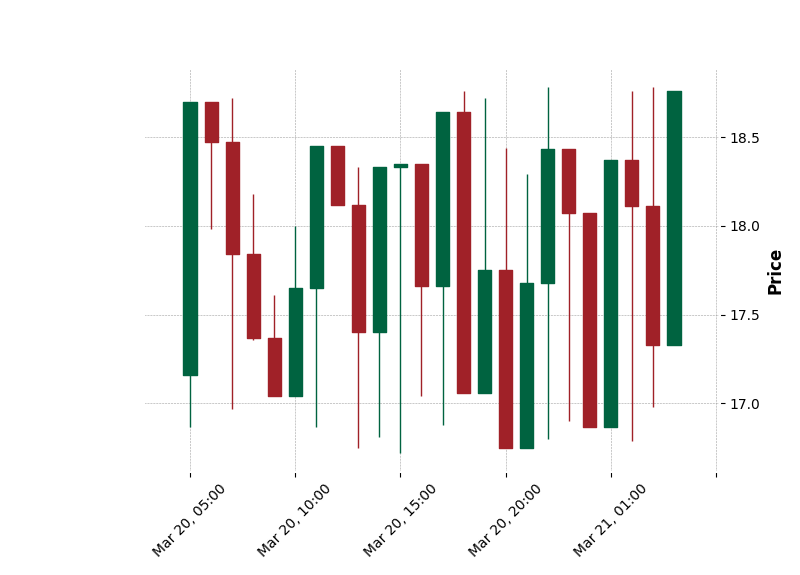 18.5
18.0
17.5
17.0
Price
Mar 20, 05:00
Mar 20, 10:00
Mar 20, 15:00
Mar 20, 20:00
Mar 21, 01:00